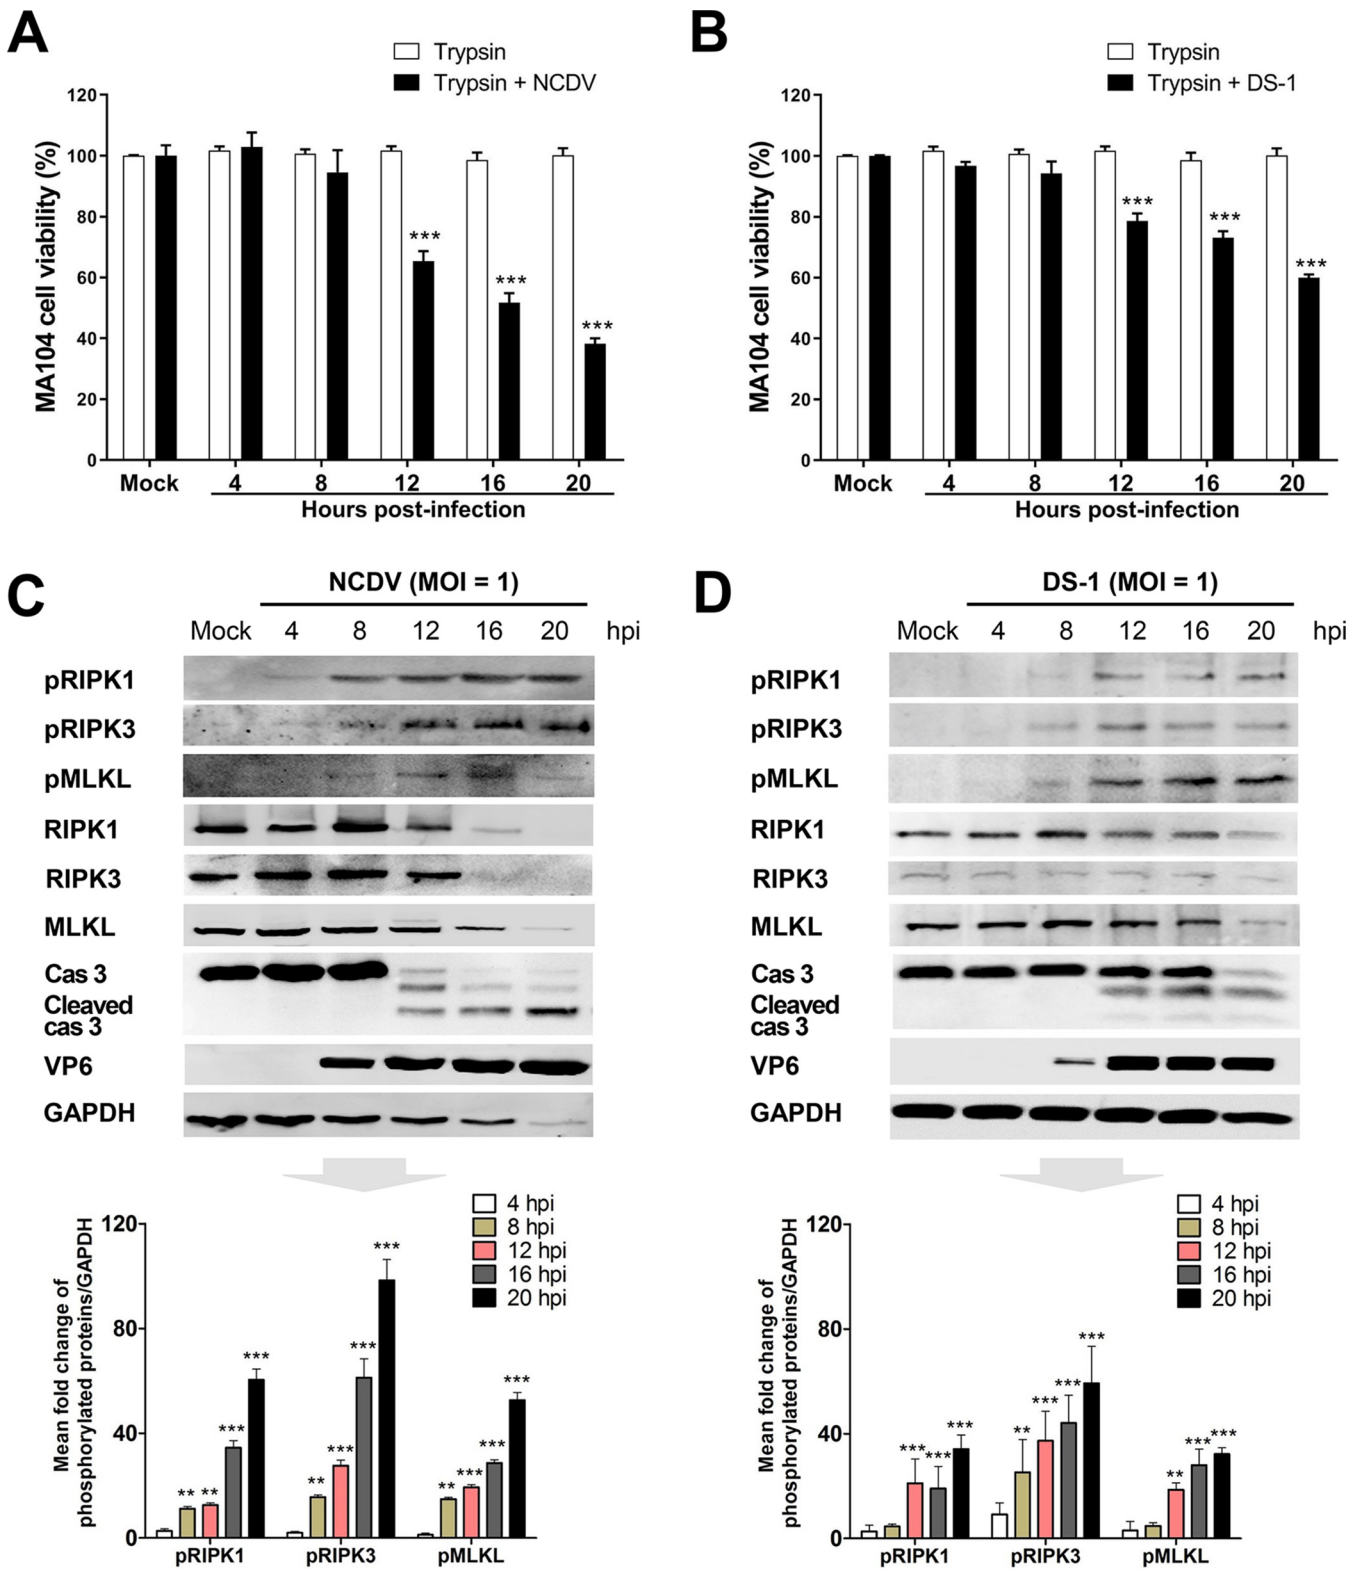 A
Trypsin
Trypsin + NCDV
MA104 cell viability (%)
120
100
80
60
40
20
0
***
***
***
Mock 4 8 12 16 20
Hours post-infection
B
Trypsin
Trypsin + DS-1
MA104 cell viability (%)
120
100
80
60
40
20
0
***
***
***
Mock 4 8 12 16 20
Hours post-infection
C
NCDV (MOI = 1)
Mock 4 8 12 16 20 hpi
pRIPK1
pRIPK3
pMLKL
RIPK1
RIPK3
MLKL
Cas 3
Cleaved
cas 3
VP6
GAPDH
4 hpi
8 hpi
12 hpi
16 hpi
20 hpi
Mean fold change of
phosphorylated proteins/GAPDH
120
80
40
0
** ** *** ***
** *** *** ***
** *** *** ***
pRIPK1 pRIPK3 pMLKL
D
DS-1 (MOI = 1)
Mock 4 8 12 16 20 hpi
pRIPK1
pRIPK3
pMLKL
RIPK1
RIPK3
MLKL
Cas 3
Cleaved
cas 3
VP6
GAPDH
4 hpi
8 hpi
12 hpi
16 hpi
20 hpi
Mean fold change of
phosphorylated proteins/GAPDH
120
80
40
0
*** *** ***
** *** *** ***
** *** ***
pRIPK1 pRIPK3 pMLKL